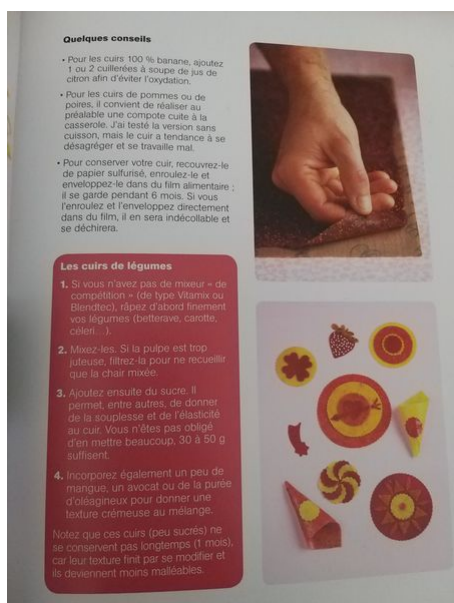 Quelques conseils
• Pour les cuirs 100 % banane, ajoutez
1 ou 2 cuillerées à soupe de jus de
citron afin d'éviter l'oxydation.
• Pour les cuirs de pommes ou de
poires, il convient de réaliser au
préalable une compote cuite à la
casserole. J'ai testé la version sans
cuisson, mais le cuir a tendance à se
désagréger et se travaille mal.
• Pour conserver votre cuir, recouvrez-le
de papier sulfurisé, enroulez-le et
enveloppez-le dans du film alimentaire ;
il se garde pendant 6 mois. Si vous
l'enroulez et l'enveloppez directement
dans du film, il en sera indécollable et
se déchirera.
Les cuirs de légumes
1. Si vous n'avez pas de mixeur « de
compétition » (de type Vitamix ou
Blendtec), râpez d'abord finement
vos légumes (betterave, carotte,
céleri...).
2. Mixez-les. Si la pulpe est trop
juteuse, filtrez-la pour ne recueillir
que la chair mixée.
3. Ajoutez ensuite du sucre. Il
permet, entre autres, de donner
de la souplesse et de l'élasticité
au cuir. Vous n'êtes pas obligé
d'en mettre beaucoup, 30 à 50 g
suffisent.
4. Incorporez également un peu de
mangue, un avocat ou de la purée
d'oléagineux pour donner une
texture crémeuse au mélange.
Notez que ces cuirs (peu sucrés) ne
se conservent pas longtemps (1 mois),
car leur texture finit par se modifier et
ils deviennent moins malléables.